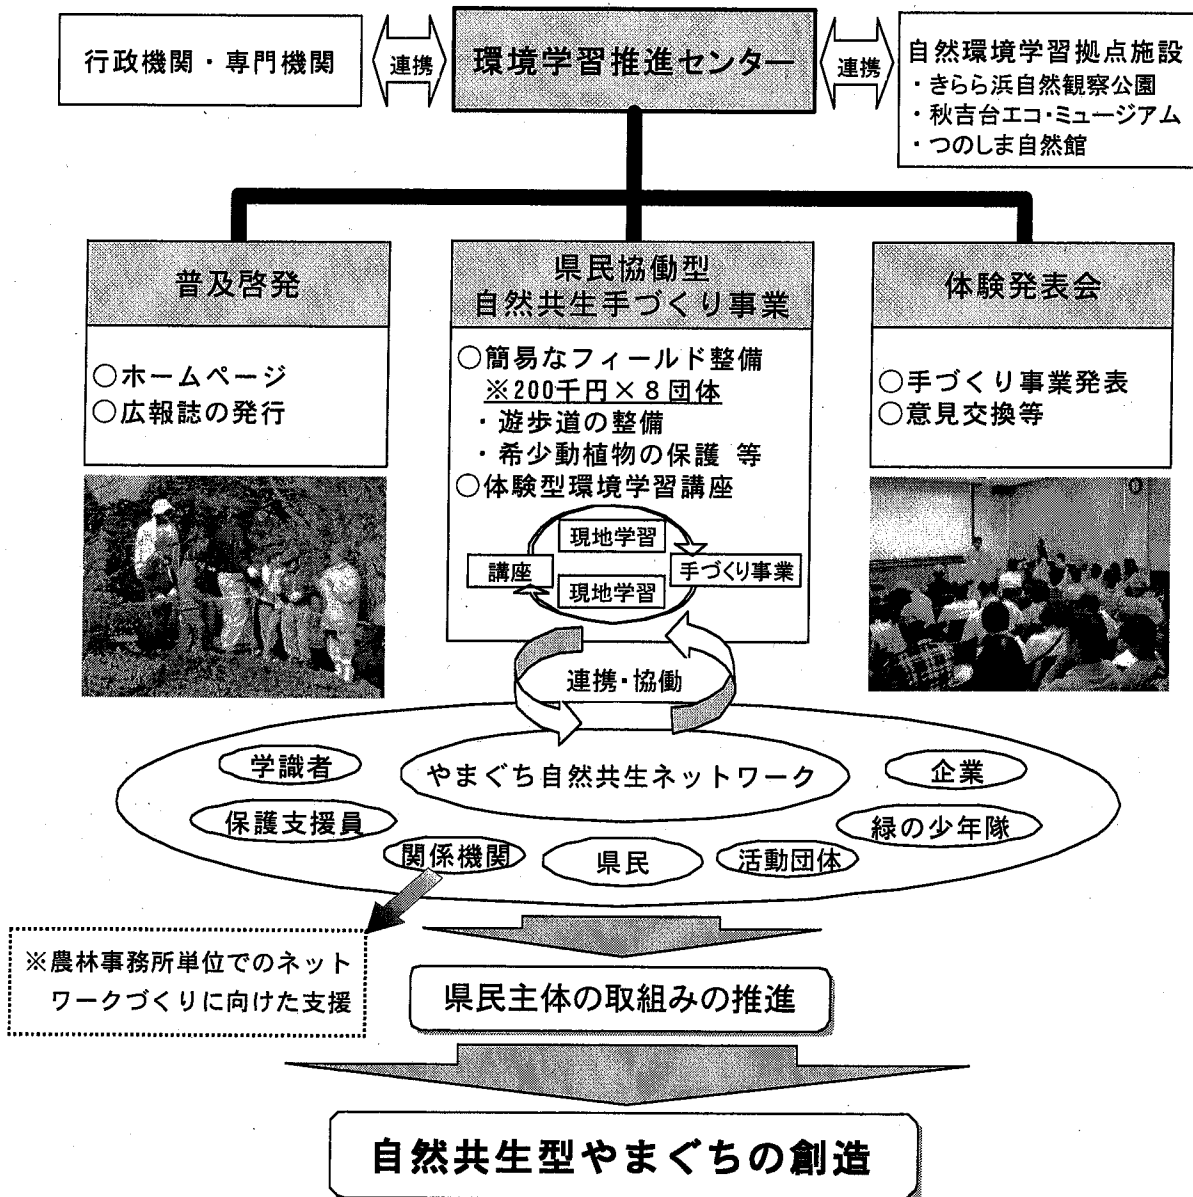 行政機関・専門機関
連携
環境学習推進センター
連携
自然環境学習拠点施設
・きらら浜自然観察公園
・秋吉台エコ・ミュージアム
・つのしま自然館
普及啓発
○ホームページ
○広報誌の発行
県民協働型
自然共生手づくり事業
○簡易なフィールド整備
※200千円×8団体
・遊歩道の整備
・希少動植物の保護 等
○体験型環境学習講座
現地学習
講座
手づくり事業
現地学習
体験発表会
○手づくり事業発表
○意見交換等
連携・協働
やまぐち自然共生ネットワーク
学識者
企業
保護支援員
緑の少年隊
関係機関
県民
活動団体
※農林事務所単位でのネット
ワークづくりに向けた支援
県民主体の取組みの推進
自然共生型やまぐちの創造